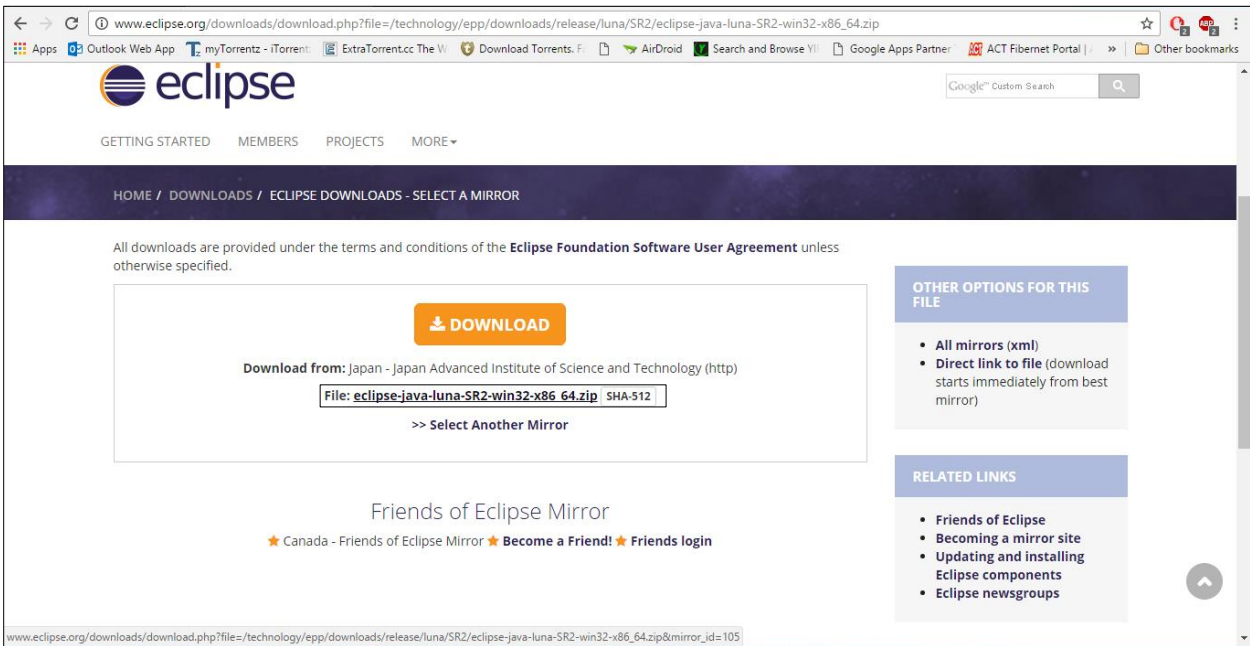 www.eclipse.org/downloads/download.php?file=/technology/epp/downloads/release/luna/SR2/eclipse-java-luna-SR2-win32-x86_64.zip
Apps Outlook Web App myTorrentz - iTorrent ExtraTorrent.cc The W Download Torrents. F AirDroid Search and Browse YI Google Apps Partner ACT Fibernet Portal | » Other bookmarks
eclipse
Google™ Custom Search
GETTING STARTED MEMBERS PROJECTS MORE
HOME / DOWNLOADS / ECLIPSE DOWNLOADS - SELECT A MIRROR
All downloads are provided under the terms and conditions of the Eclipse Foundation Software User Agreement unless
otherwise specified.
DOWNLOAD
Download from: Japan - Japan Advanced Institute of Science and Technology (http)
File: eclipse-java-luna-SR2-win32-x86_64.zip SHA-512
>> Select Another Mirror
Friends of Eclipse Mirror
Canada - Friends of Eclipse Mirror Become a Friend! Friends login
OTHER OPTIONS FOR THIS
FILE
All mirrors (xml)
Direct link to file (download
starts immediately from best
mirror)
RELATED LINKS
Friends of Eclipse
Becoming a mirror site
Updating and installing
Eclipse components
Eclipse newsgroups
www.eclipse.org/downloads/download.php?file=/technology/epp/downloads/release/luna/SR2/eclipse-java-luna-SR2-win32-x86_64.zip&mirror_id=105